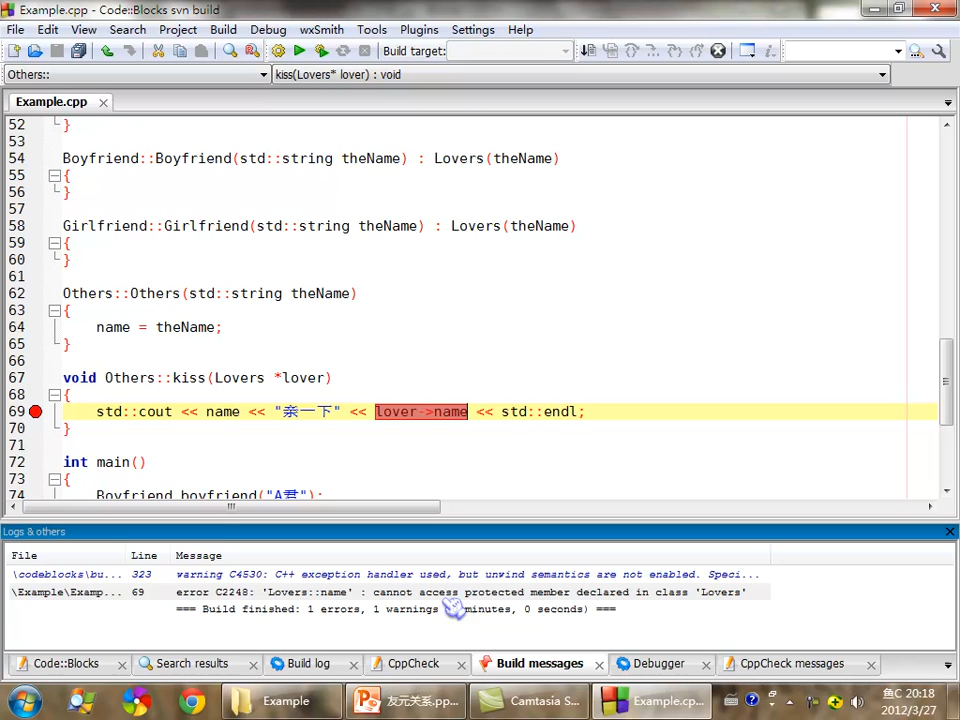 Example.cpp - Code::Blocks svn build
File Edit View Search Project Build Debug wxSmith Tools Plugins Settings Help
Build target:
Others:: kiss(Lovers* lover) : void
Example.cpp
52 }
53
54 Boyfriend::Boyfriend(std::string theName) : Lovers(theName)
55 {
56 }
57
58 Girlfriend::Girlfriend(std::string theName) : Lovers(theName)
59 {
60 }
61
62 Others::Others(std::string theName)
63 {
64 name = theName;
65 }
66
67 void Others::kiss(Lovers *lover)
68 {
69 std::cout << name << "亲一下" << lover->name << std::endl;
70 }
71
72 int main()
73 {
74 Boyfriend boyfriend("A君");
Logs & others
File Line Message
\codeblocks\bu... 323 warning C4530: C++ exception handler used, but unwind semantics are not enabled. Speci...
\Example\Examp... 69 error C2248: 'Lovers::name' : cannot access protected member declared in class 'Lovers'
=== Build finished: 1 errors, 1 warnings minutes, 0 seconds) ===
Code::Blocks Search results Build log CppCheck Build messages Debugger CppCheck messages
Example 友元关系.pp... Camtasia S... Example.cp... 鱼C 20:18
2012/3/27